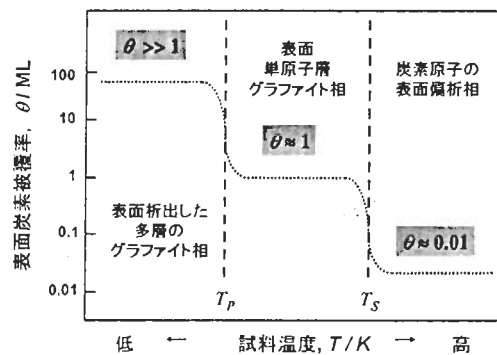 θ >> 1
表面
単原子層
グラファイト相
炭素原子の
表面偏析相
θ ≈ 1
表面析出した
多層の
グラファイト相
θ ≈ 0.01
表面炭素被覆率, θ/ML
100
10
1
0.1
0.01
T_P
T_S
低 ← 試料温度, T/K → 高